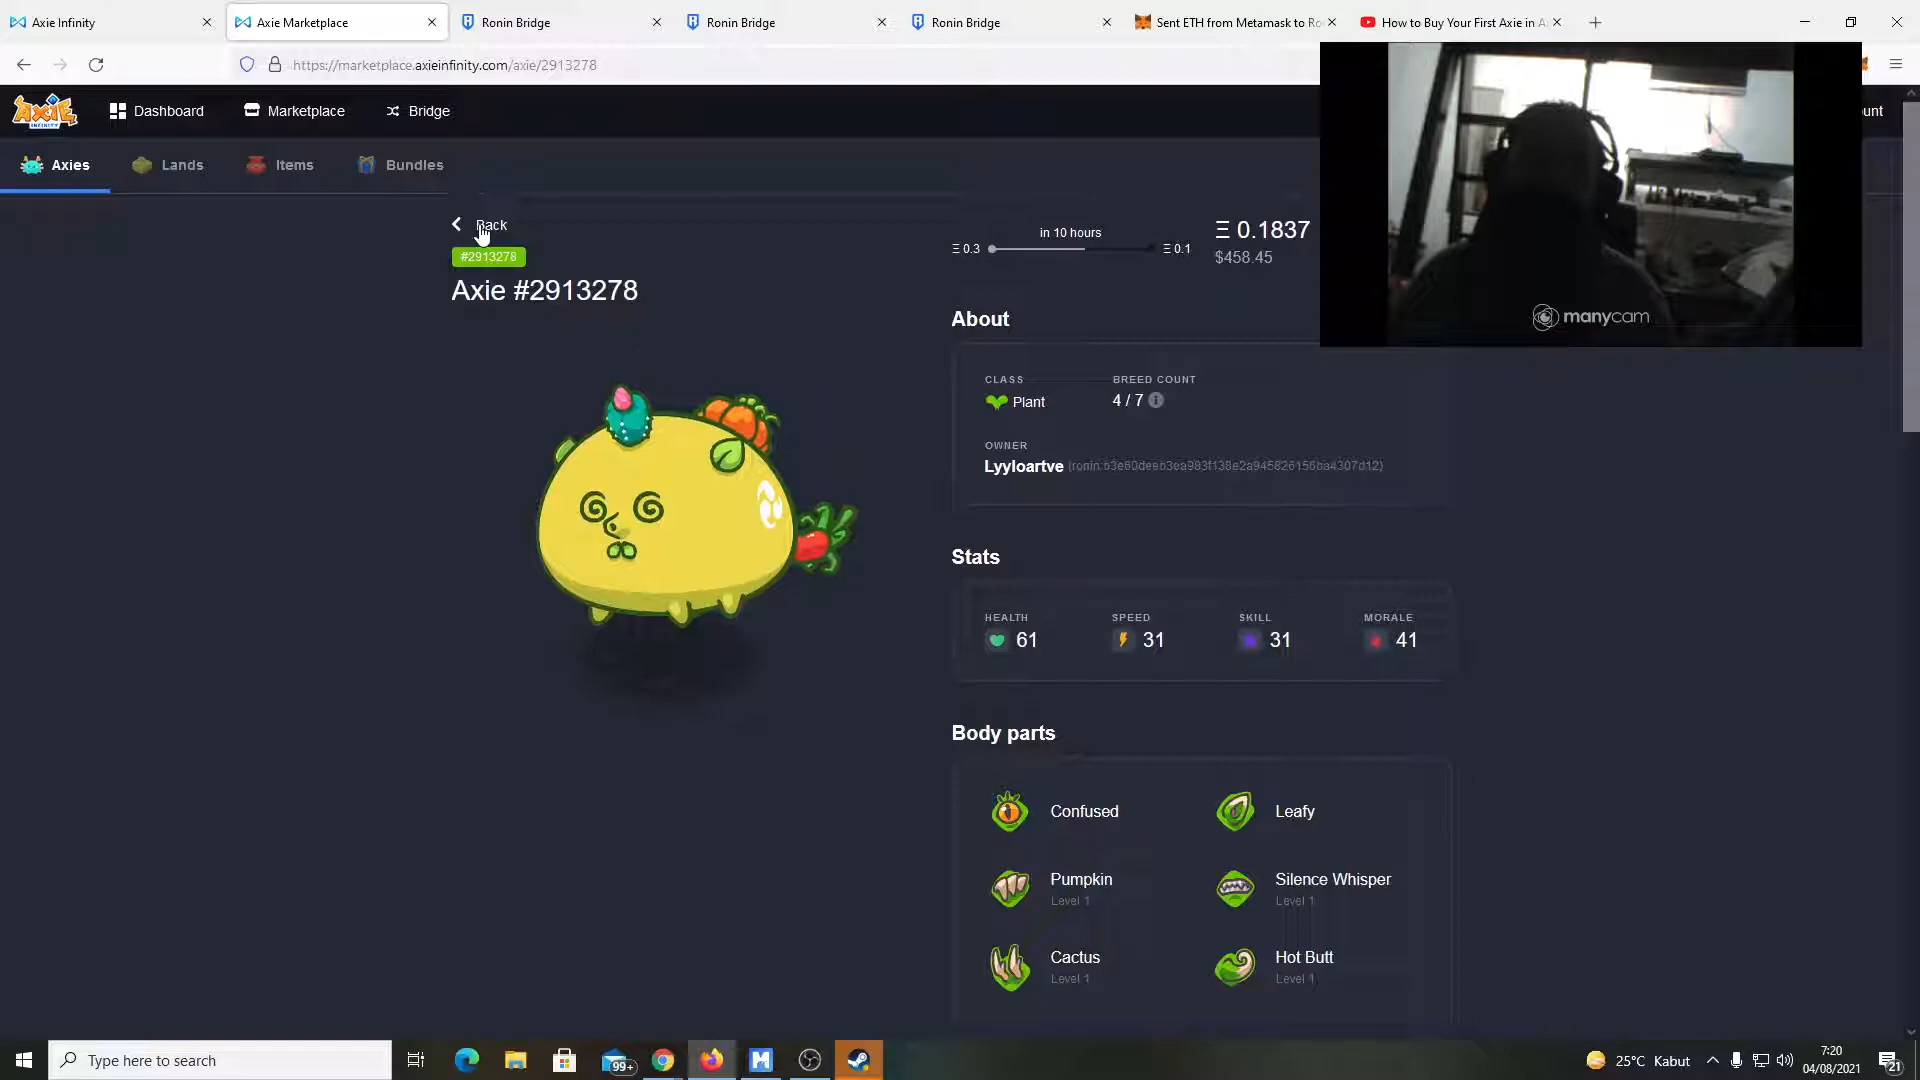 Axie Infinity
Axie Marketplace
Ronin Bridge
Ronin Bridge
Ronin Bridge
Sent ETH from Metamask to Ro
How to Buy Your First Axie in A
https://marketplace.axieinfinity.com/axie/2913278
AXIE
INFINITY
Dashboard
Marketplace
Bridge
unt
Axies
Lands
Items
Bundles
Back
#2913278
Axie #2913278
Ξ 0.3
in 10 hours
Ξ 0.1
Ξ 0.1837
$458.45
manycam
About
CLASS
BREED COUNT
Plant
4 / 7
OWNER
Lyyloartve
Stats
HEALTH
SPEED
SKILL
MORALE
61
31
31
41
Body parts
Confused
Leafy
Pumpkin
Level 1
Silence Whisper
Level 1
Cactus
Level 1
Hot Butt
Level 1
Type here to search
99+
25°C Kabut
7:20
04/08/2021
21